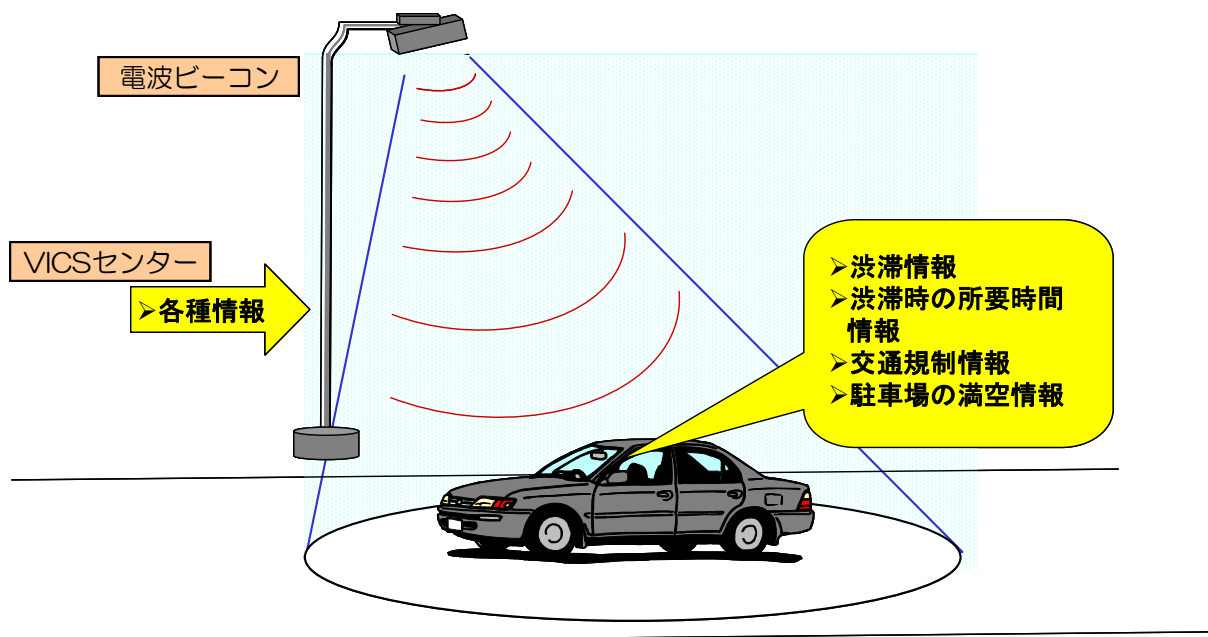 電波ビーコン
VICSセンター
➢各種情報
➢渋滞情報
➢渋滞時の所要時間
情報
➢交通規制情報
➢駐車場の満空情報